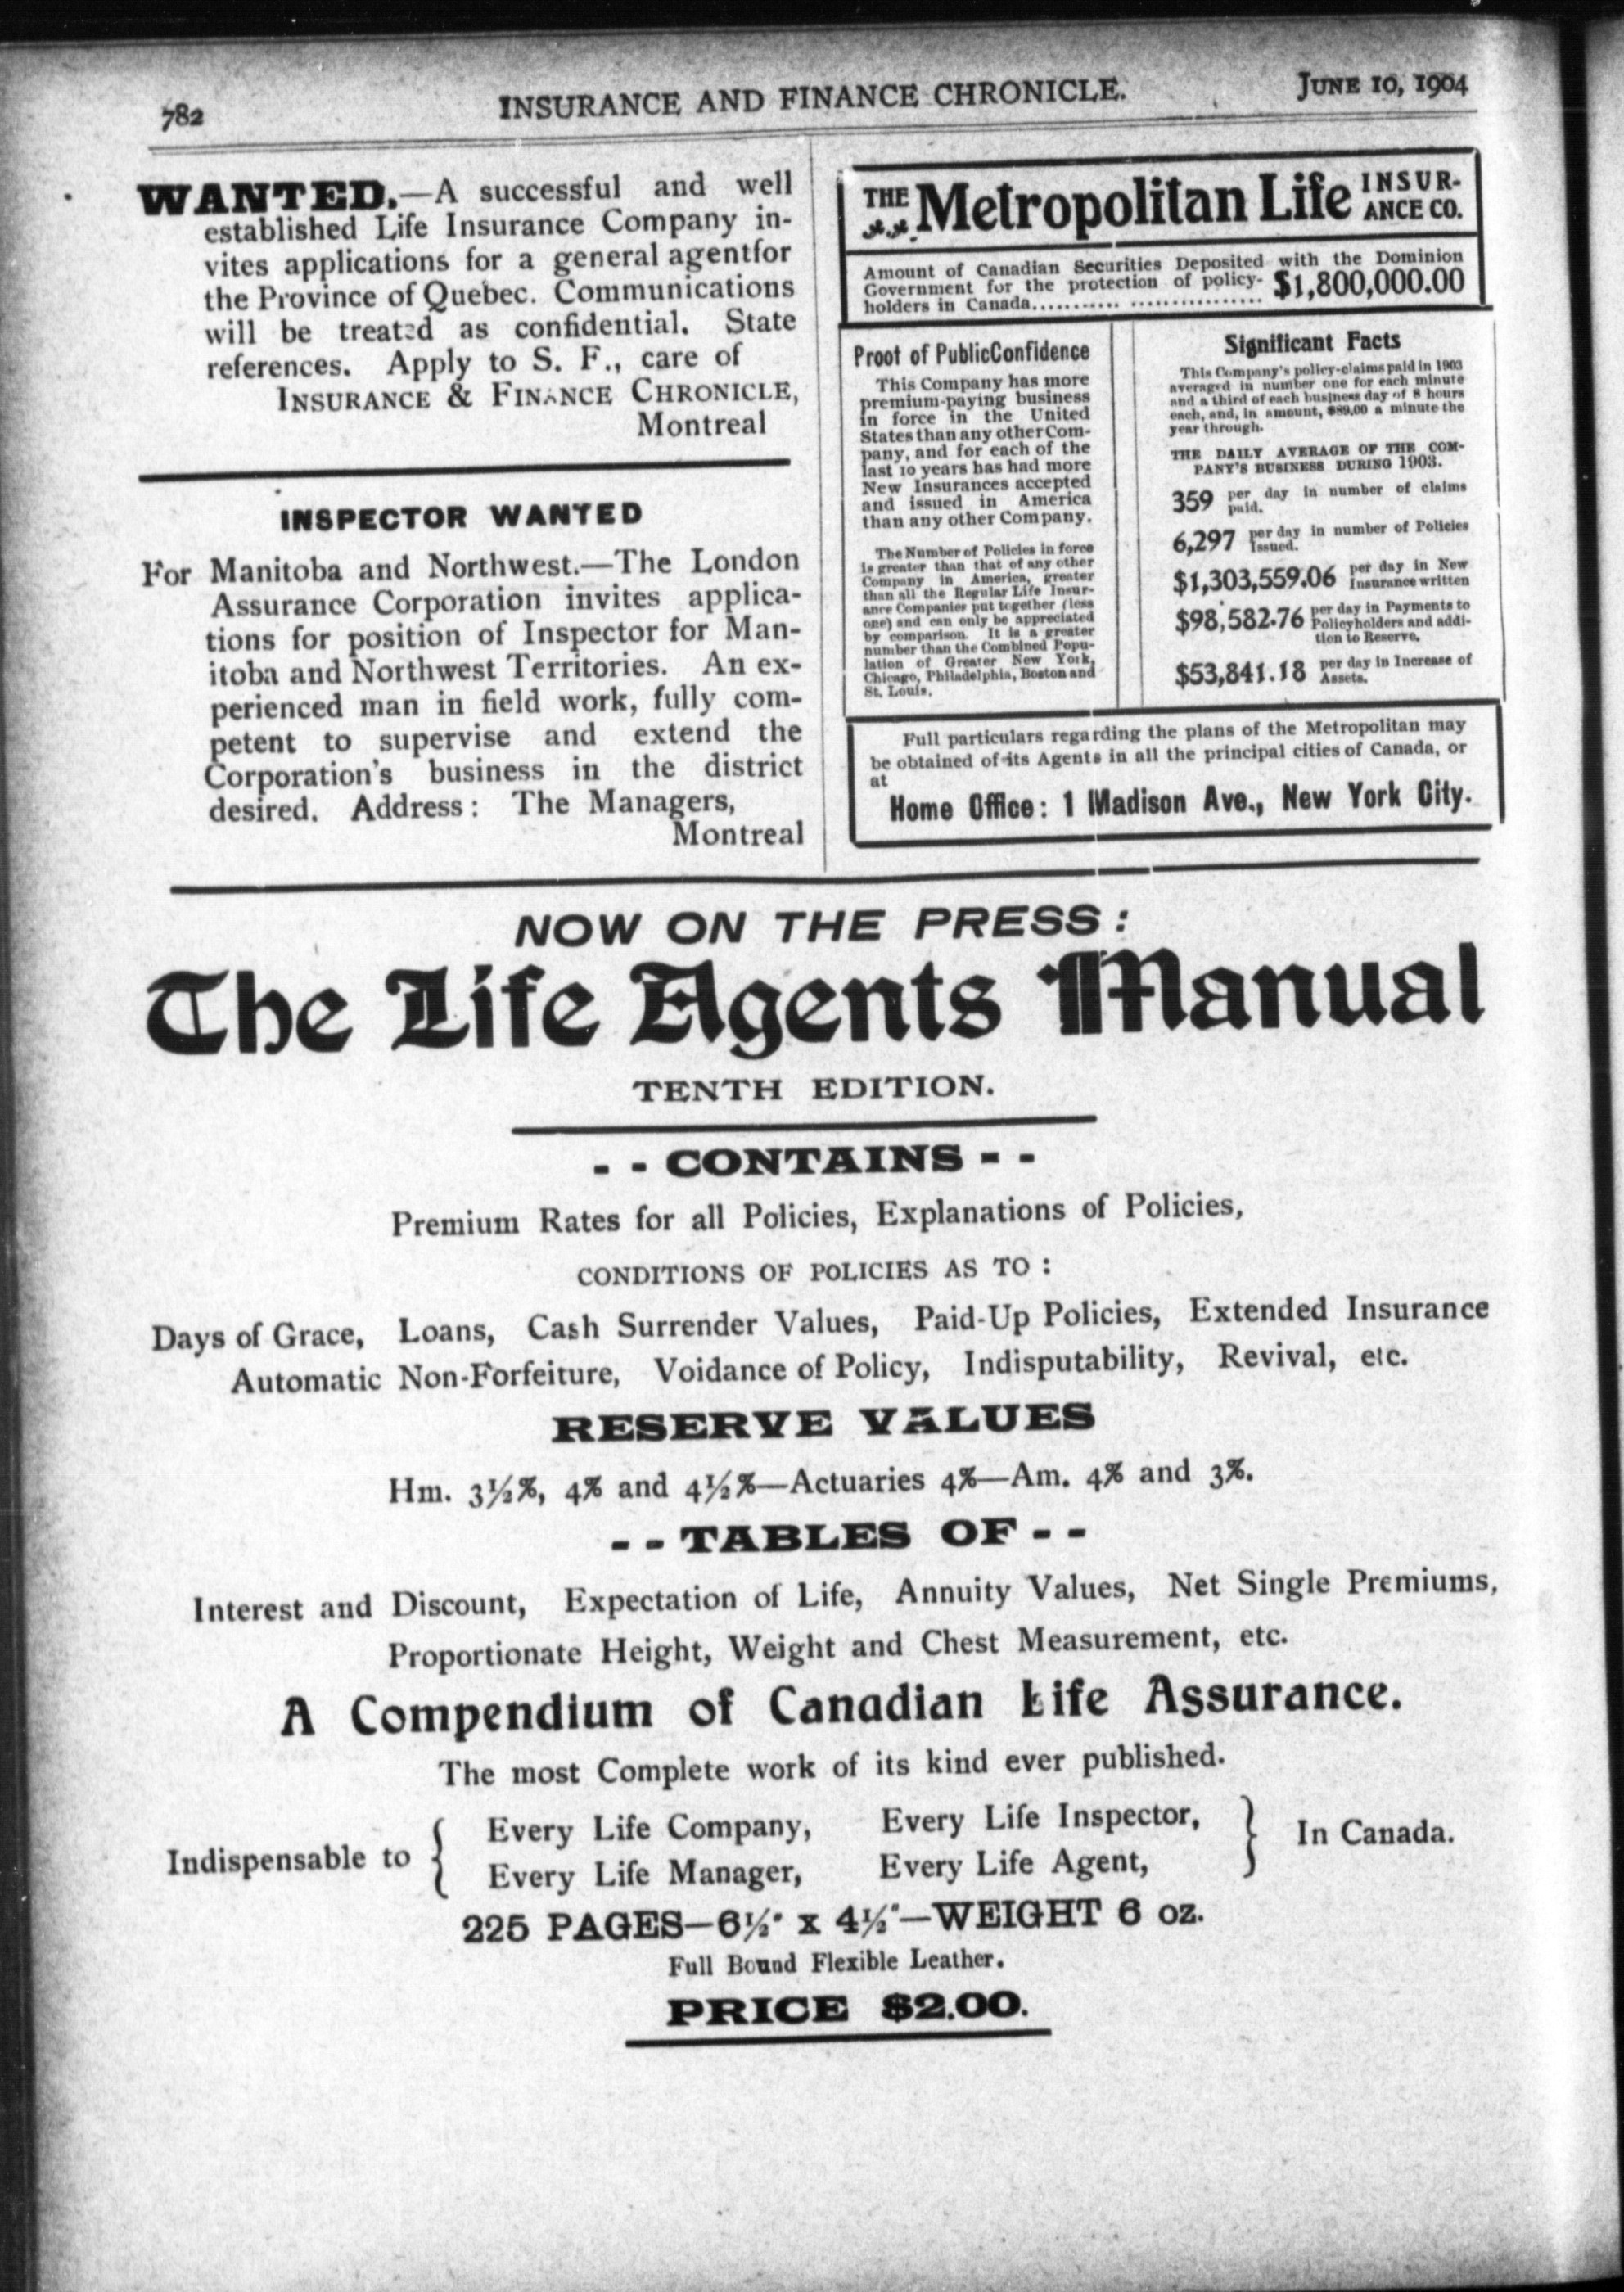 782
INSURANCE AND FINANCE CHRONICLE.
JUNE 10, 1904
WANTED.—A successful and well
established Life Insurance Company in-
vites applications for a general agentfor
the Province of Quebec. Communications
will be treated as confidential. State
references. Apply to S. F., care of
INSURANCE & FINANCE CHRONICLE,
Montreal
INSPECTOR WANTED
For Manitoba and Northwest.—The London
Assurance Corporation invites applica-
tions for position of Inspector for Man-
itoba and Northwest Territories. An ex-
perienced man in field work, fully com-
petent to supervise and extend the
Corporation's business in the district
desired. Address: The Managers,
Montreal
THE Metropolitan Life INSUR-
ANCE CO.
Amount of Canadian Securities Deposited with the Dominion
Government for the protection of policy-
holders in Canada........... ................ $1,800,000.00
Proof of PublicConfidence
This Company has more
premium-paying business
in force in the United
States than any other Com-
pany, and for each of the
last 10 years has had more
New Insurances accepted
and issued in America
than any other Company.
The Number of Policies in force
is greater than that of any other
Company in America, greater
than all the Regular Life Insur-
ance Companies put together (less
one) and can only be appreciated
by comparison. It is a greater
number than the Combined Popu-
lation of Greater New York,
Chicago, Philadelphia, Boston and
St. Louis.
Significant Facts
This Company's policy-claims paid in 1903
averaged in number one for each minute
and a third of each business day of 8 hours
each, and, in amount, $89.00 a minute the
year through.
THE DAILY AVERAGE OF THE COM-
PANY'S BUSINESS DURING 1903.
359 per day in number of claims
paid.
6,297 per day in number of Policies
Issued.
$1,303,559.06 per day in New
Insurance written
$98,582.76 per day in Payments to
Policyholders and addi-
tion to Reserve.
$53,841.18 per day in Increase of
Assets.
Full particulars regarding the plans of the Metropolitan may
be obtained of its Agents in all the principal cities of Canada, or
at
Home Office: 1 Madison Ave., New York City.
NOW ON THE PRESS:
The Life Agents Manual
TENTH EDITION.
- - CONTAINS - -
Premium Rates for all Policies, Explanations of Policies,
CONDITIONS OF POLICIES AS TO :
Days of Grace, Loans, Cash Surrender Values, Paid-Up Policies, Extended Insurance
Automatic Non-Forfeiture, Voidance of Policy, Indisputability, Revival, etc.
RESERVE VALUES
Hm. 3½%, 4% and 4½%—Actuaries 4%—Am. 4% and 3%.
- - TABLES OF - -
Interest and Discount, Expectation of Life, Annuity Values, Net Single Premiums,
Proportionate Height, Weight and Chest Measurement, etc.
A Compendium of Canadian Life Assurance.
The most Complete work of its kind ever published.
Indispensable to { Every Life Company, Every Life Inspector, } In Canada.
Every Life Manager, Every Life Agent,
225 PAGES—6½" x 4½"—WEIGHT 6 oz.
Full Bound Flexible Leather.
PRICE $2.00.